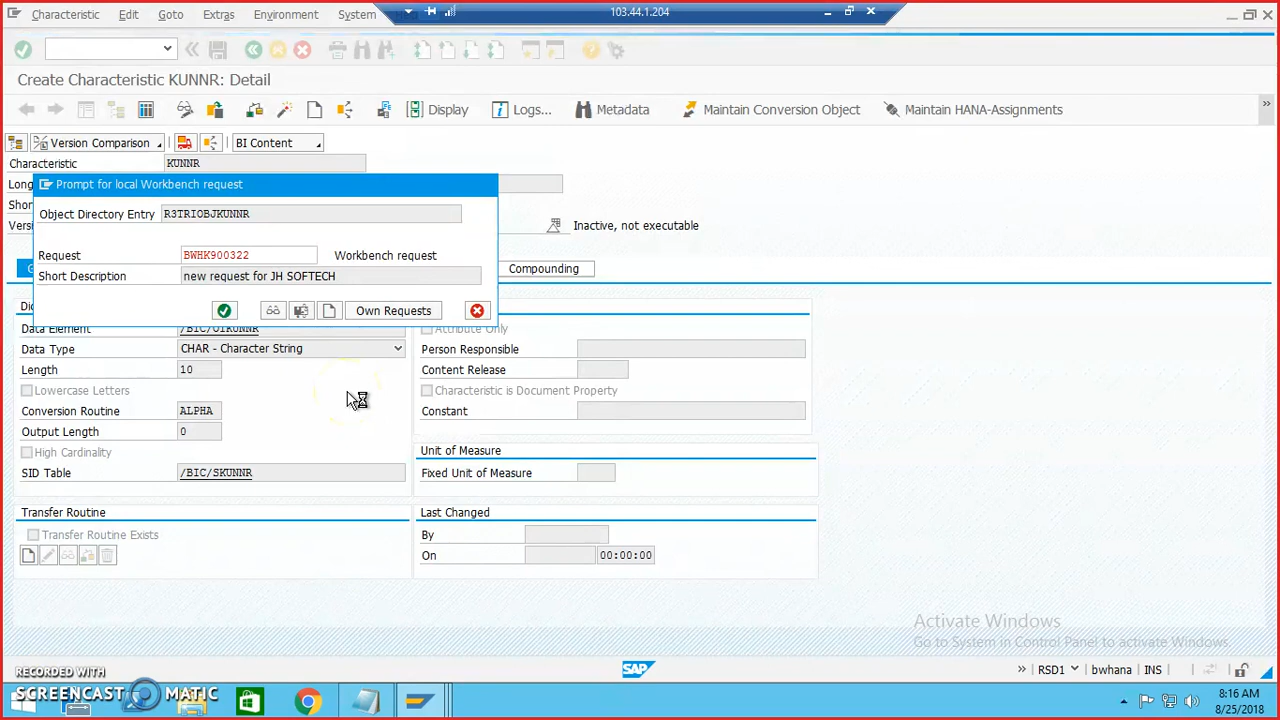 103.44.1.204
Characteristic Edit Goto Extras Environment System
Create Characteristic KUNNR: Detail
Display Logs... Metadata Maintain Conversion Object Maintain HANA-Assignments
Version Comparison BI Content
Characteristic KUNNR
Prompt for local Workbench request
Object Directory Entry R3TRIOBJKUNNR
Inactive, not executable
Request BWHK900322 Workbench request
Short Description new request for JH SOFTECH
Own Requests
Compounding
Data Element /BIC/OIKUNNR Attribute Only
Data Type CHAR - Character String Person Responsible
Length 10 Content Release
Lowercase Letters Characteristic is Document Property
Conversion Routine ALPHA Constant
Output Length 0
High Cardinality Unit of Measure
SID Table /BIC/SKUNNR Fixed Unit of Measure
Transfer Routine Last Changed
Transfer Routine Exists By
On 00:00:00
Activate Windows
Go to System in Control Panel to activate Windows.
SAP RSD1 bwhana INS
RECORDED WITH
SCREENCAST MATIC
8:16 AM
8/25/2018